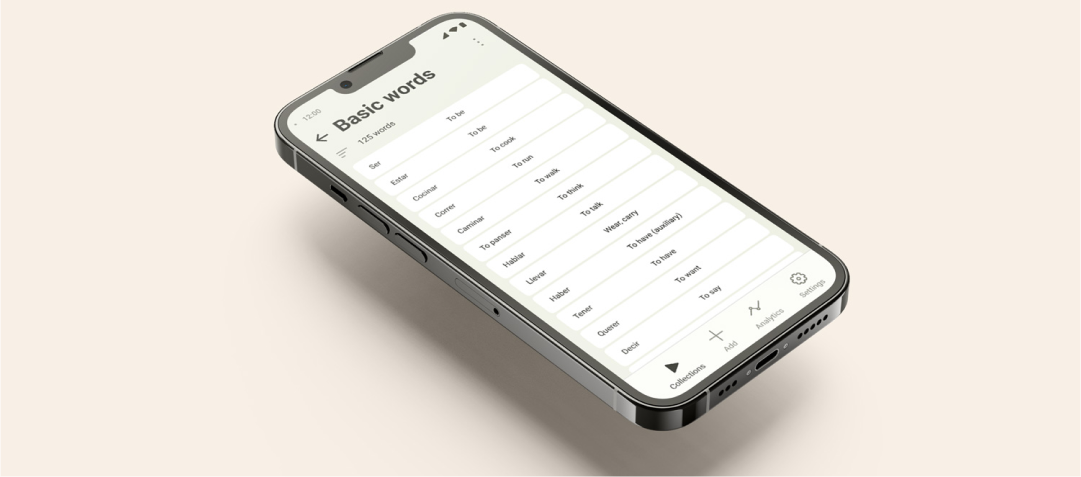 12:00
Basic words
125 words
Ser To be
Estar To be
Cocinar To cook
Correr To run
Caminar To walk
To panser To think
Hablar To talk
Llevar Wear, carry
Haber To have (auxiliary)
Tener To have
Querer To want
Decir To say
Collections Add Analytics Settings